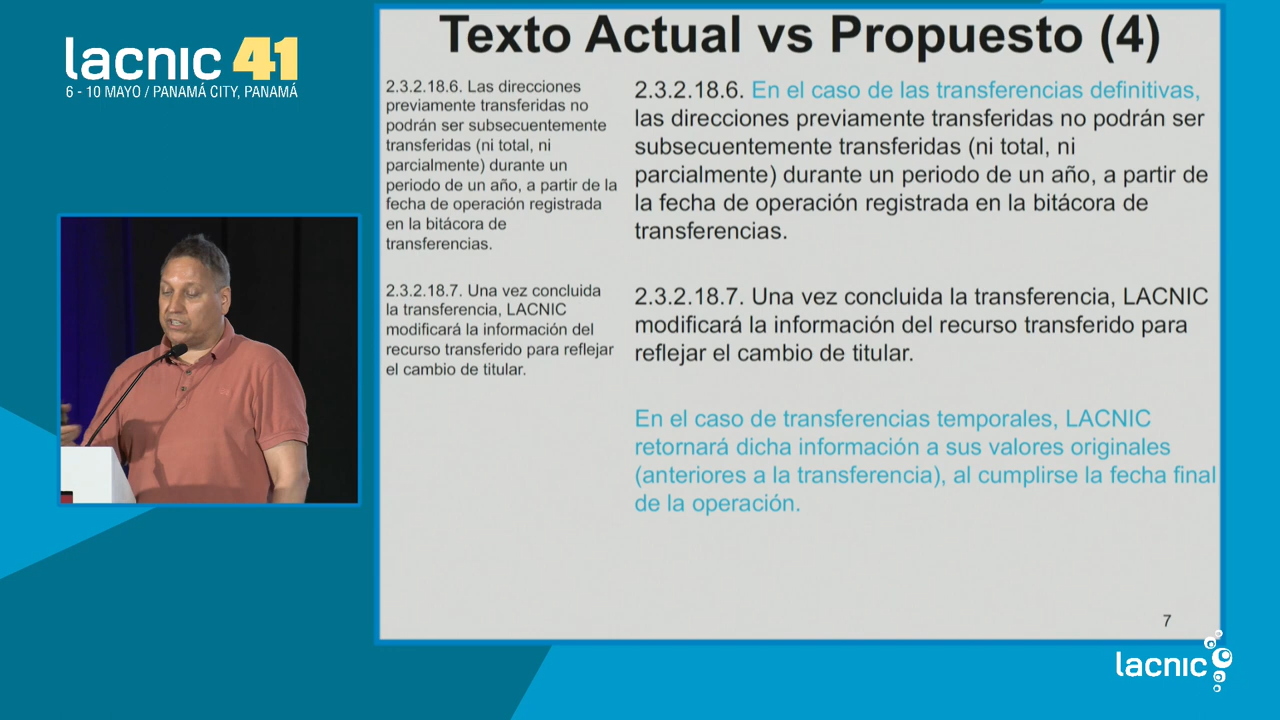 lacnic 41
6 - 10 MAYO / PANAMÁ CITY, PANAMÁ
Texto Actual vs Propuesto (4)
2.3.2.18.6. Las direcciones
previamente transferidas no
podrán ser subsecuentemente
transferidas (ni total, ni
parcialmente) durante un
periodo de un año, a partir de la
fecha de operación registrada
en la bitácora de
transferencias.
2.3.2.18.7. Una vez concluida
la transferencia, LACNIC
modificará la información del
recurso transferido para reflejar
el cambio de titular.
2.3.2.18.6. En el caso de las transferencias definitivas,
las direcciones previamente transferidas no podrán ser
subsecuentemente transferidas (ni total, ni
parcialmente) durante un periodo de un año, a partir de
la fecha de operación registrada en la bitácora de
transferencias.
2.3.2.18.7. Una vez concluida la transferencia, LACNIC
modificará la información del recurso transferido para
reflejar el cambio de titular.
En el caso de transferencias temporales, LACNIC
retornará dicha información a sus valores originales
(anteriores a la transferencia), al cumplirse la fecha final
de la operación.
7
lacnic